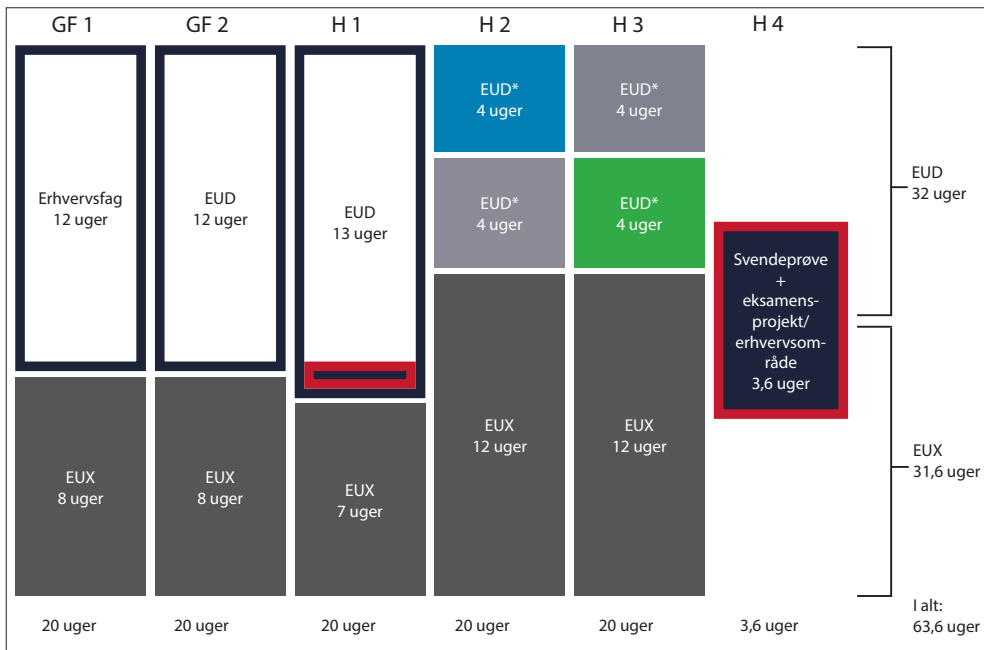 GF 1
GF 2
H 1
H 2
H 3
H 4
Erhvervsfag
12 uger
EUX
8 uger
EUD
12 uger
EUX
8 uger
EUD
13 uger
EUX
7 uger
EUD*
4 uger
EUD*
4 uger
EUX
12 uger
EUD*
4 uger
EUD*
4 uger
EUX
12 uger
Svendeprøve
+
eksamens-
projekt/
erhvervsom-
råde
3,6 uger
EUD
32 uger
EUX
31,6 uger
20 uger
20 uger
20 uger
20 uger
20 uger
3,6 uger
I alt:
63,6 uger